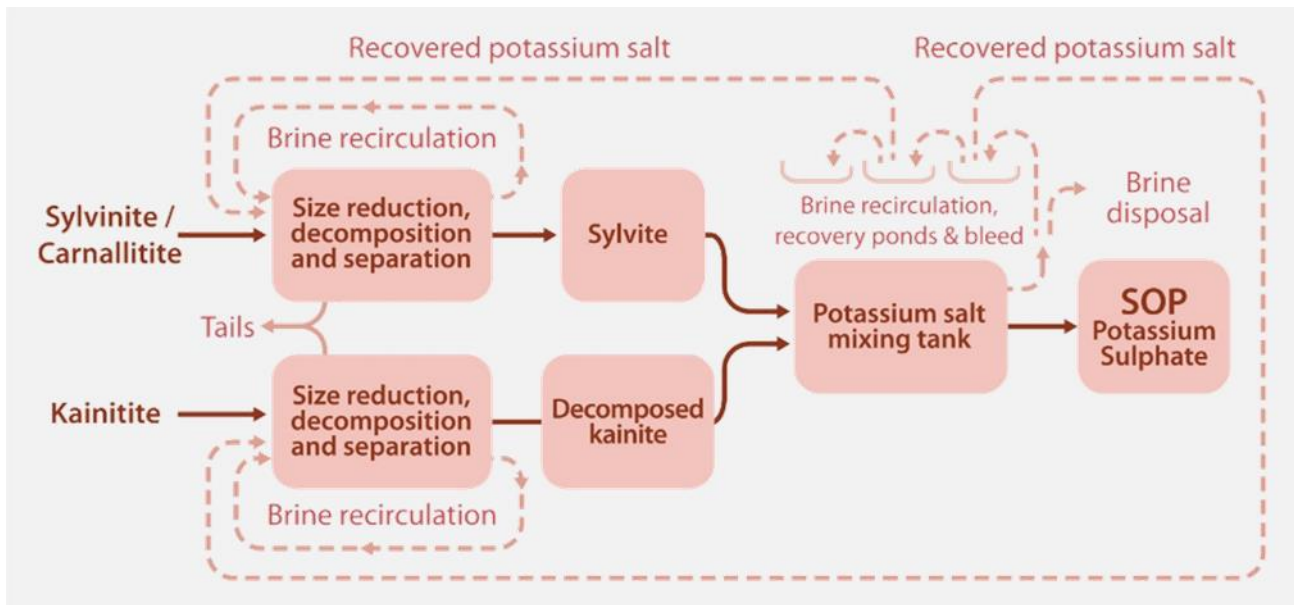 Recovered potassium salt
Recovered potassium salt
Brine recirculation
Sylvinite /
Carnallitite
Size reduction,
decomposition
and separation
Sylvite
Brine recirculation,
recovery ponds & bleed
Brine
disposal
Tails
Potassium salt
mixing tank
SOP
Potassium
Sulphate
Kainitite
Size reduction,
decomposition
and separation
Decomposed
kainite
Brine recirculation